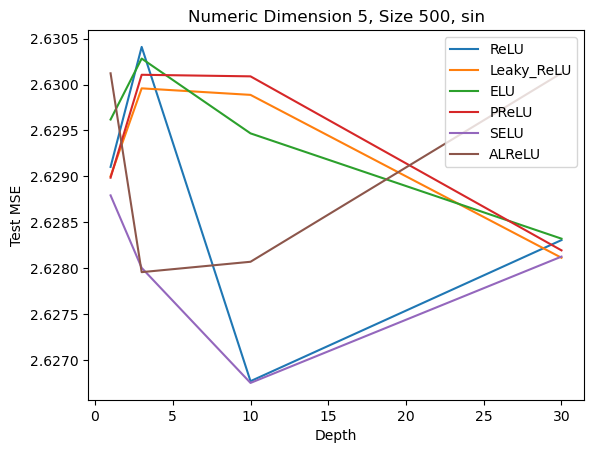 Numeric Dimension 5, Size 500, sin
2.6305
2.6300
2.6295
2.6290
2.6285
2.6280
2.6275
2.6270
Test MSE
ReLU
Leaky_ReLU
ELU
PReLU
SELU
ALReLU
0 5 10 15 20 25 30
Depth